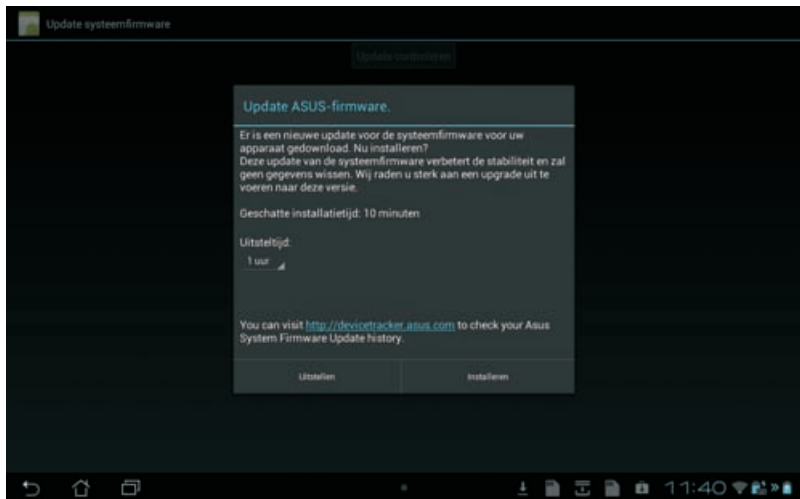 Update systeemfirmware
Update controleren
Update ASUS-firmware.
Er is een nieuwe update voor de systeemfirmware voor uw
apparaat gedownload. Nu installeren?
Deze update van de systeemfirmware verbetert de stabiliteit en zal
geen gegevens wissen. Wij raden u sterk aan een upgrade uit te
voeren naar deze versie.
Geschatte installatietijd: 10 minuten
Uitsteltijd:
1 uur
You can visit http://devicetracker.asus.com to check your Asus
System Firmware Update history.
Uitstellen
Installeren
11:40